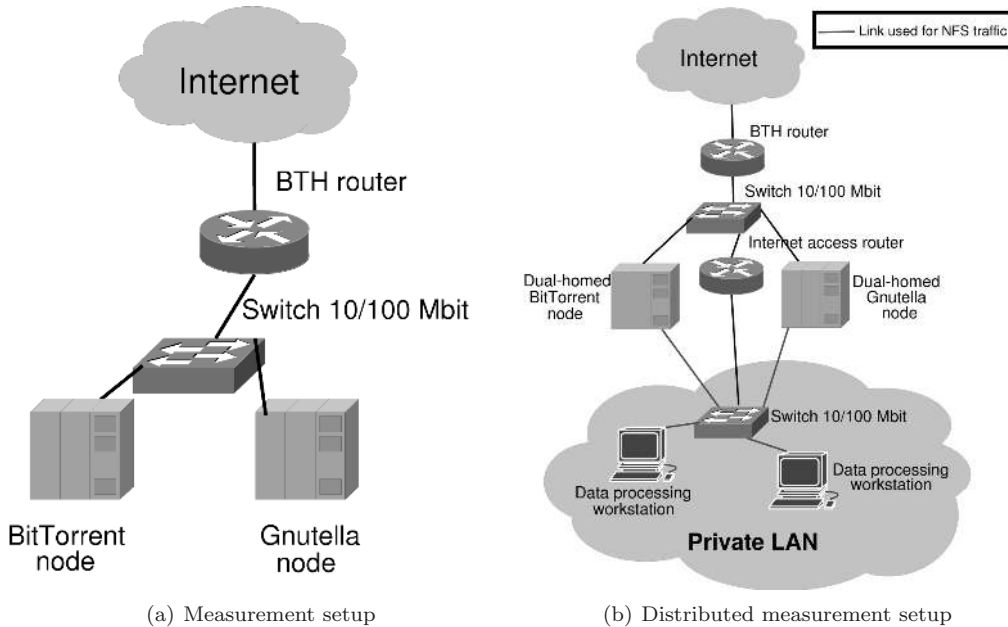 Internet
BTH router
Switch 10/100 Mbit
BitTorrent
node
Gnutella
node
(a) Measurement setup
Link used for NFS traffic
Internet
BTH router
Switch 10/100 Mbit
Internet access router
Dual-homed
BitTorrent
node
Dual-homed
Gnutella
node
Switch 10/100 Mbit
Data processing
workstation
Data processing
workstation
Private LAN
(b) Distributed measurement setup